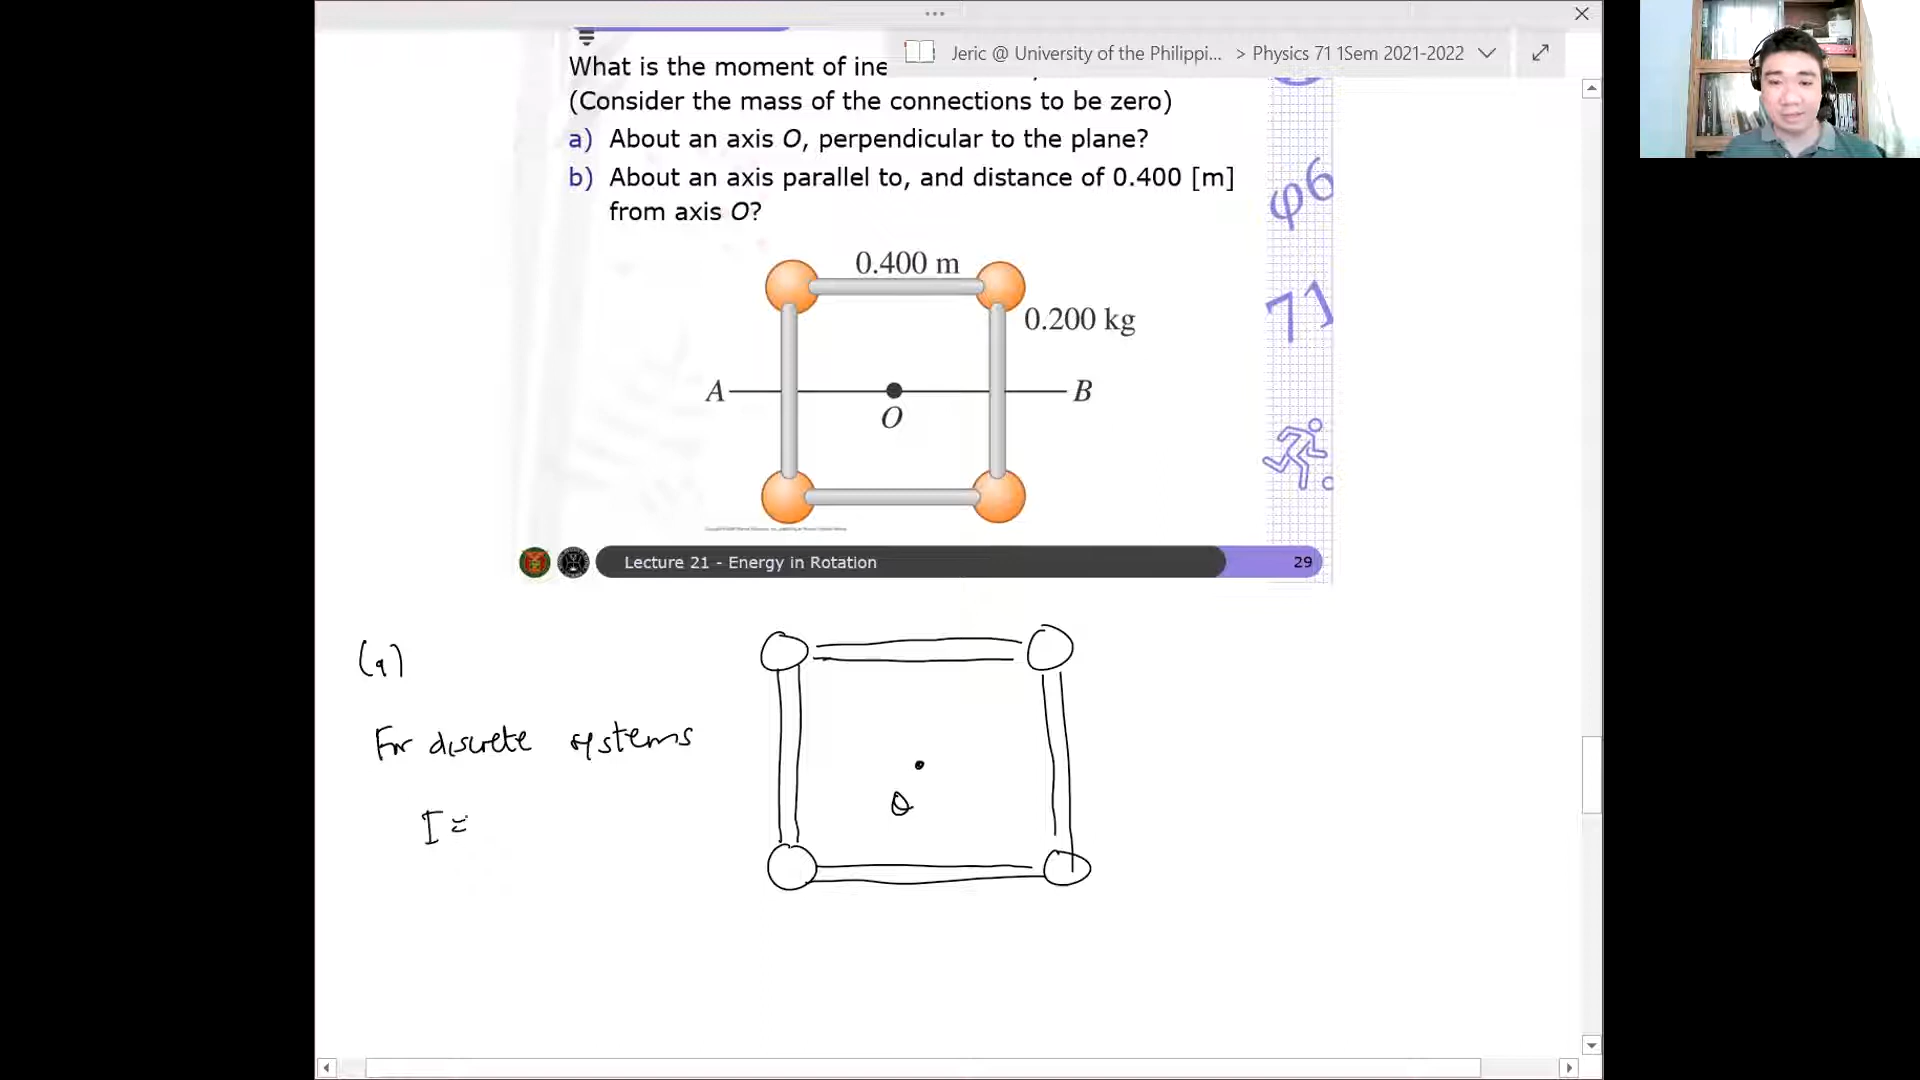 ...
Jeric @ University of the Philippi... > Physics 71 1Sem 2021-2022
What is the moment of ine
(Consider the mass of the connections to be zero)
a) About an axis O, perpendicular to the plane?
b) About an axis parallel to, and distance of 0.400 [m]
from axis O?
φ6
71
0.400 m
0.200 kg
A
B
O
Lecture 21 - Energy in Rotation
29
(a)
For discrete systems
I =
O